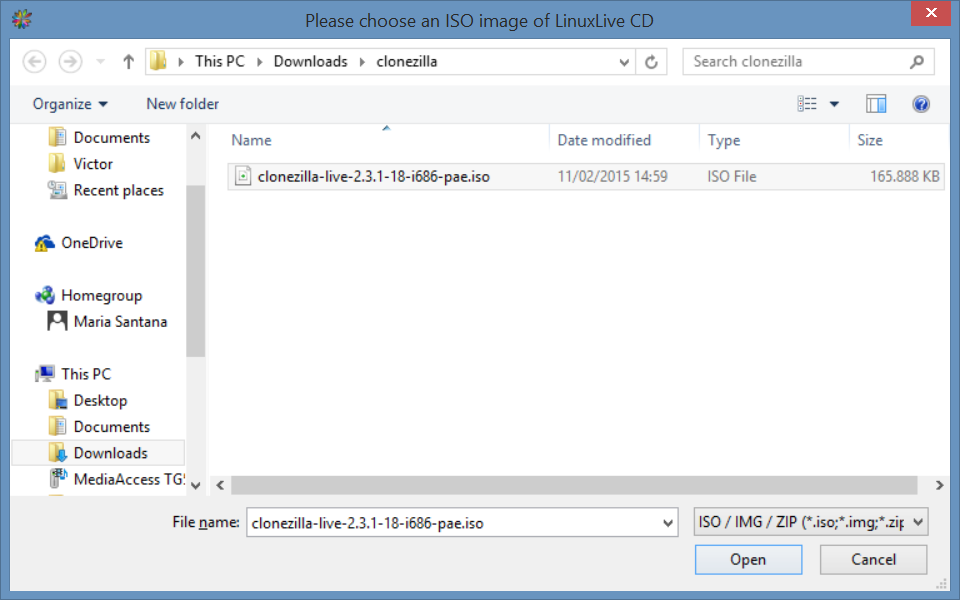 Please choose an ISO image of LinuxLive CD
This PC Downloads clonezilla
Search clonezilla
Organize New folder
Documents
Victor
Recent places
OneDrive
Homegroup
Maria Santana
This PC
Desktop
Documents
Downloads
MediaAccess TG5
Name Date modified Type Size
clonezilla-live-2.3.1-18-i686-pae.iso 11/02/2015 14:59 ISO File 165.888 KB
File name: clonezilla-live-2.3.1-18-i686-pae.iso ISO / IMG / ZIP (*.iso;*.img;*.zip
Open Cancel